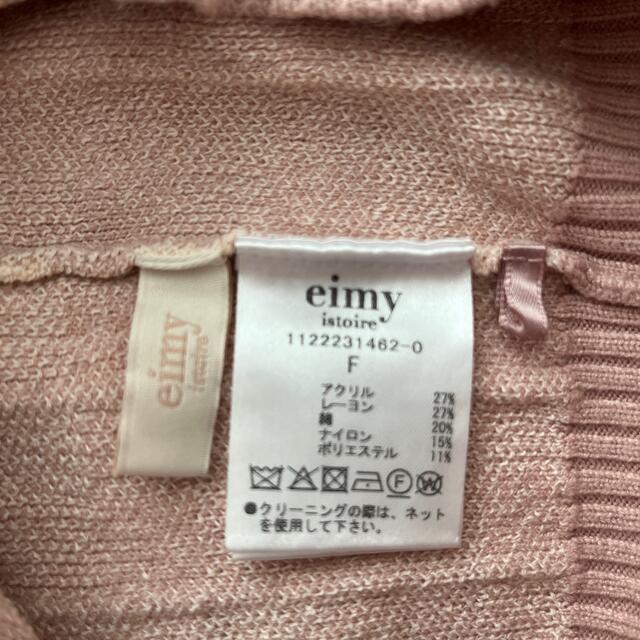 eimy
istoire
eimy
istoire
1122231462-0
F
アクリル 27%
レーヨン 27%
綿 20%
ナイロン 15%
ポリエステル 11%
F W
●クリーニングの際は、ネット
を使用して下さい。